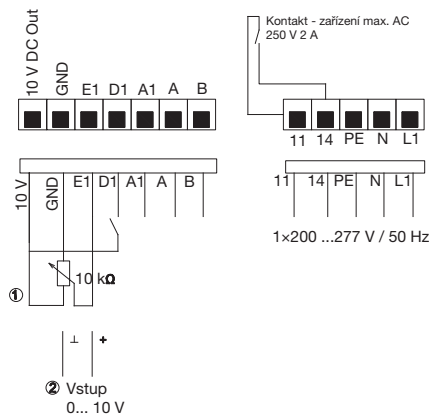 10 V DC Out
GND
E1 D1 A1 A B
Kontakt - zařízení max. AC
250 V 2 A
11 14 PE N L1
10 V
GND
E1 D1 A1 A B
11 14 PE N L1
1×200 ...277 V / 50 Hz
10 kΩ
①
⊥ +
② Vstup
0... 10 V